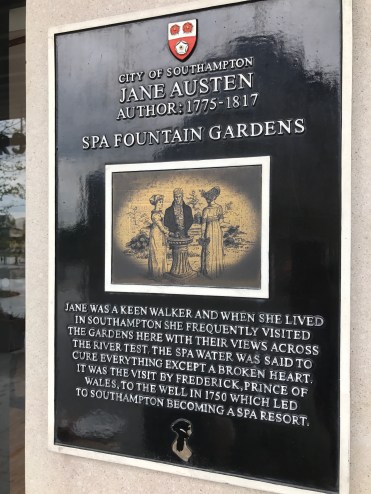 CITY OF SOUTHAMPTON
JANE AUSTEN
AUTHOR: 1775-1817
SPA FOUNTAIN GARDENS
JANE WAS A KEEN WALKER AND WHEN SHE LIVED
IN SOUTHAMPTON SHE FREQUENTLY VISITED
THE GARDENS HERE WITH THEIR VIEWS ACROSS
THE RIVER TEST. THE SPA WATER WAS SAID TO
CURE EVERYTHING EXCEPT A BROKEN HEART.
IT WAS THE VISIT BY FREDERICK, PRINCE OF
WALES, TO THE WELL IN 1750 WHICH LED
TO SOUTHAMPTON BECOMING A SPA RESORT.